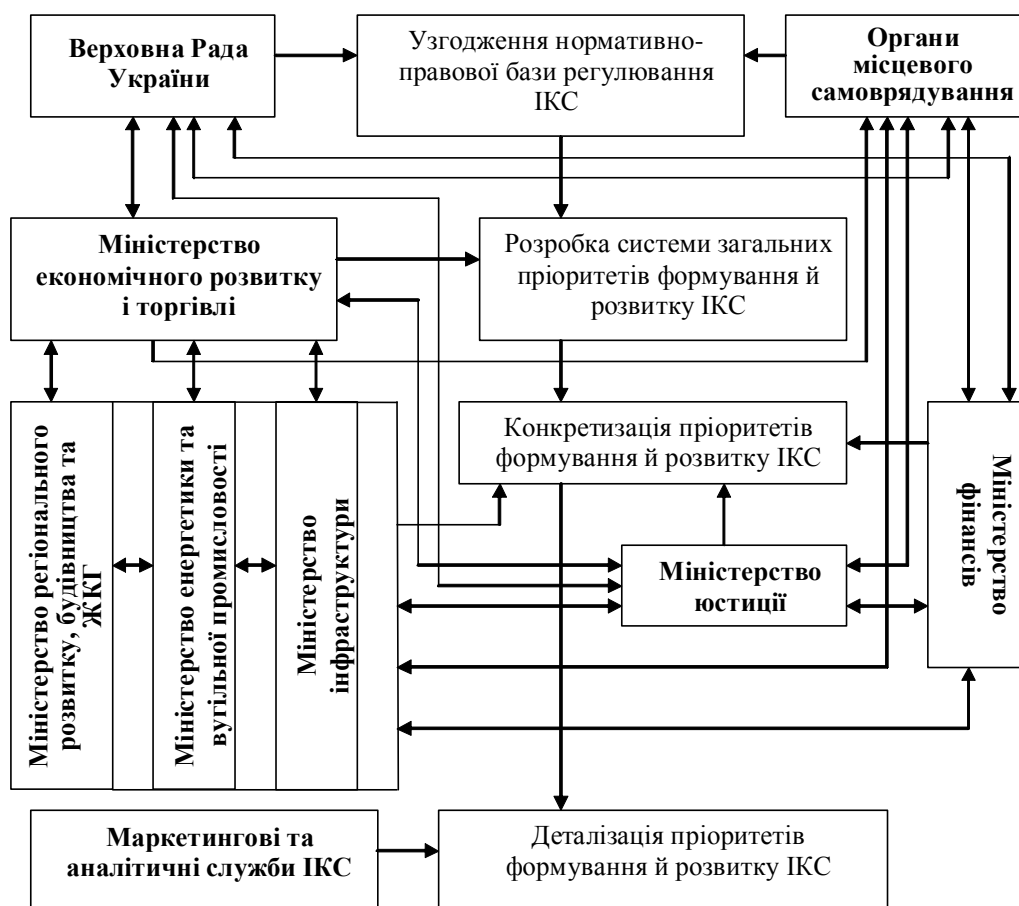 Верховна Рада
України
Узгодження нормативно-
правової бази регулювання
ІКС
Органи
місцевого
самоврядування
Міністерство
економічного розвитку
і торгівлі
Розробка системи загальних
пріоритетів формування й
розвитку ІКС
Міністерство регіонального
розвитку, будівництва та
ЖКГ
Міністерство енергетики та
вугільної промисловості
Міністерство
інфраструктури
Конкретизація пріоритетів
формування й розвитку ІКС
Міністерство
юстиції
Міністерство
фінансів
Маркетингові та
аналітичні служби ІКС
Деталізація пріоритетів
формування й розвитку ІКС